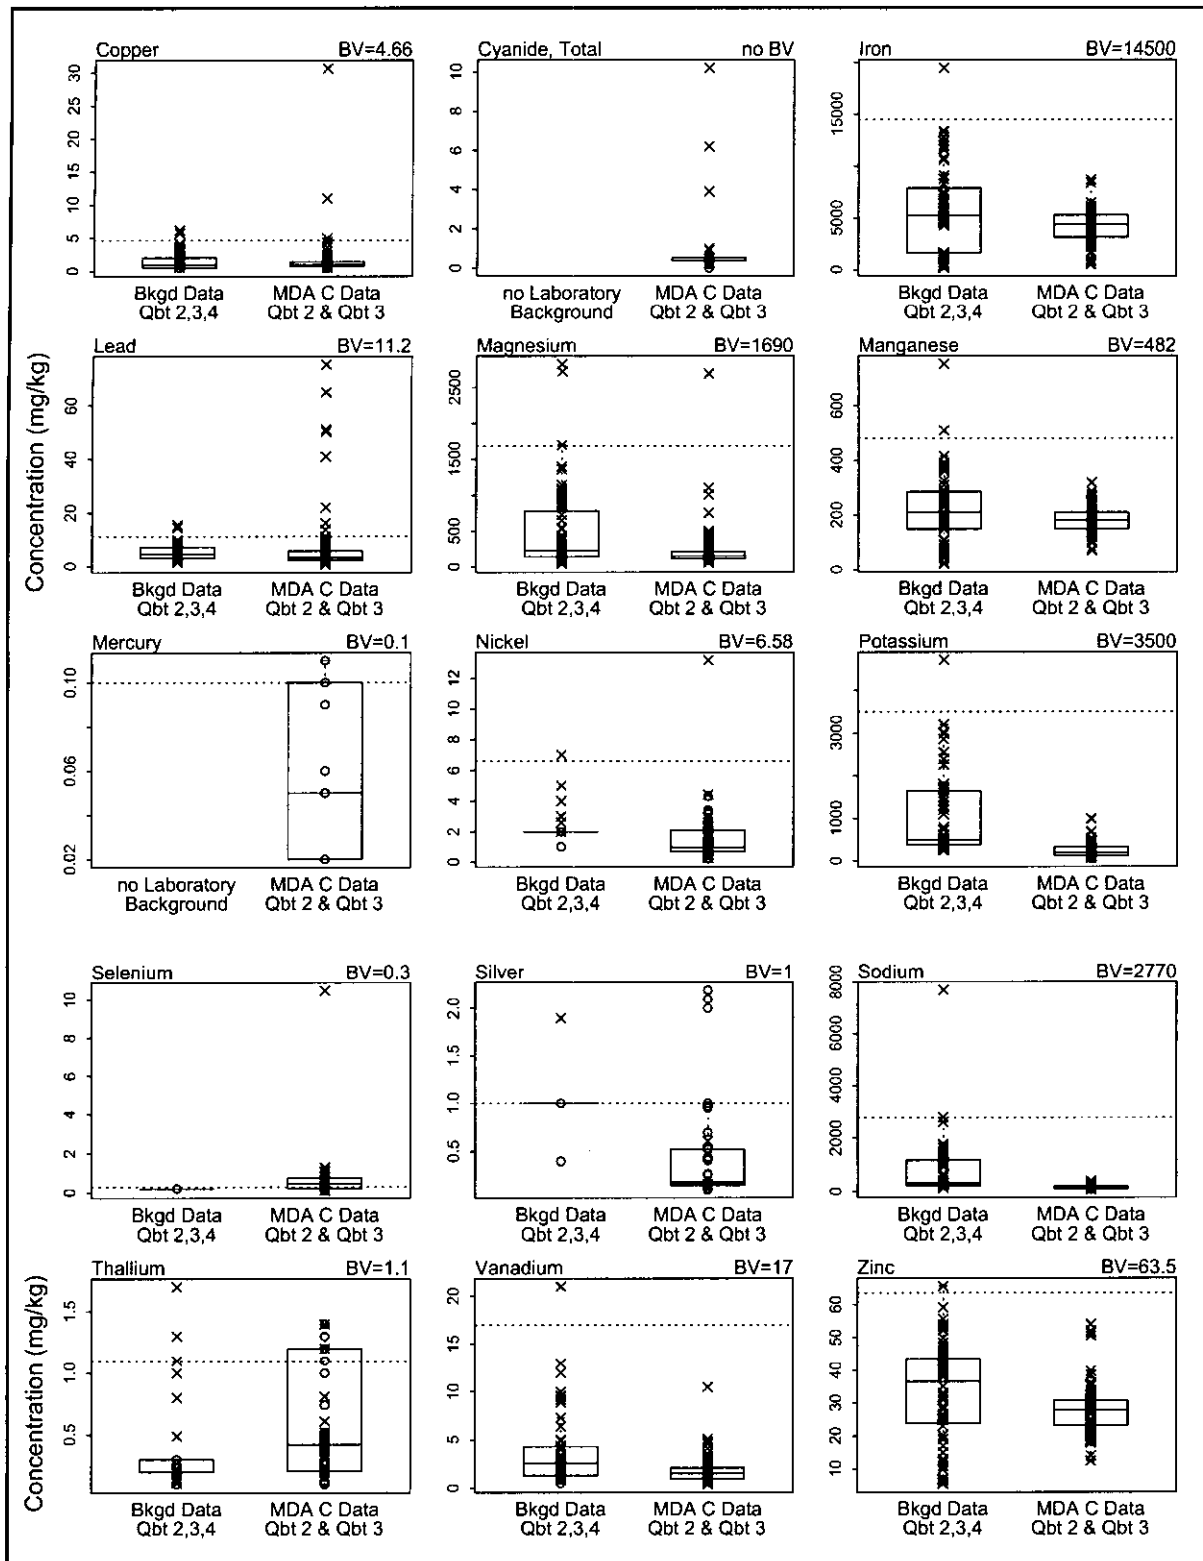 Copper BV=4.66
30
25
20
15
10
5
0
Bkgd Data MDA C Data
Qbt 2,3,4 Qbt 2 & Qbt 3
Cyanide, Total no BV
10
8
6
4
2
0
no Laboratory MDA C Data
Background Qbt 2 & Qbt 3
Iron BV=14500
15000
5000
0
Bkgd Data MDA C Data
Qbt 2,3,4 Qbt 2 & Qbt 3
Concentration (mg/kg)
Lead BV=11.2
60
40
20
0
Bkgd Data MDA C Data
Qbt 2,3,4 Qbt 2 & Qbt 3
Magnesium BV=1690
2500
1500
500
0
Bkgd Data MDA C Data
Qbt 2,3,4 Qbt 2 & Qbt 3
Manganese BV=482
600
400
200
0
Bkgd Data MDA C Data
Qbt 2,3,4 Qbt 2 & Qbt 3
Mercury BV=0.1
0.10
0.06
0.02
no Laboratory MDA C Data
Background Qbt 2 & Qbt 3
Nickel BV=6.58
12
10
8
6
4
2
0
Bkgd Data MDA C Data
Qbt 2,3,4 Qbt 2 & Qbt 3
Potassium BV=3500
3000
1000
0
Bkgd Data MDA C Data
Qbt 2,3,4 Qbt 2 & Qbt 3
Selenium BV=0.3
10
8
6
4
2
0
Bkgd Data MDA C Data
Qbt 2,3,4 Qbt 2 & Qbt 3
Silver BV=1
2.0
1.5
1.0
0.5
Bkgd Data MDA C Data
Qbt 2,3,4 Qbt 2 & Qbt 3
Sodium BV=2770
8000
6000
4000
2000
0
Bkgd Data MDA C Data
Qbt 2,3,4 Qbt 2 & Qbt 3
Concentration (mg/kg)
Thallium BV=1.1
1.5
1.0
0.5
Bkgd Data MDA C Data
Qbt 2,3,4 Qbt 2 & Qbt 3
Vanadium BV=17
20
15
10
5
0
Bkgd Data MDA C Data
Qbt 2,3,4 Qbt 2 & Qbt 3
Zinc BV=63.5
60
50
40
30
20
10
Bkgd Data MDA C Data
Qbt 2,3,4 Qbt 2 & Qbt 3